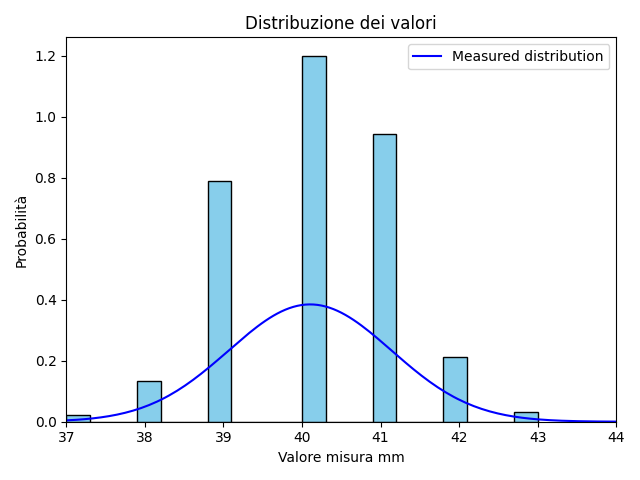 Distribuzione dei valori
Measured distribution
Probabilità
1.2
1.0
0.8
0.6
0.4
0.2
0.0
37 38 39 40 41 42 43 44
Valore misura mm